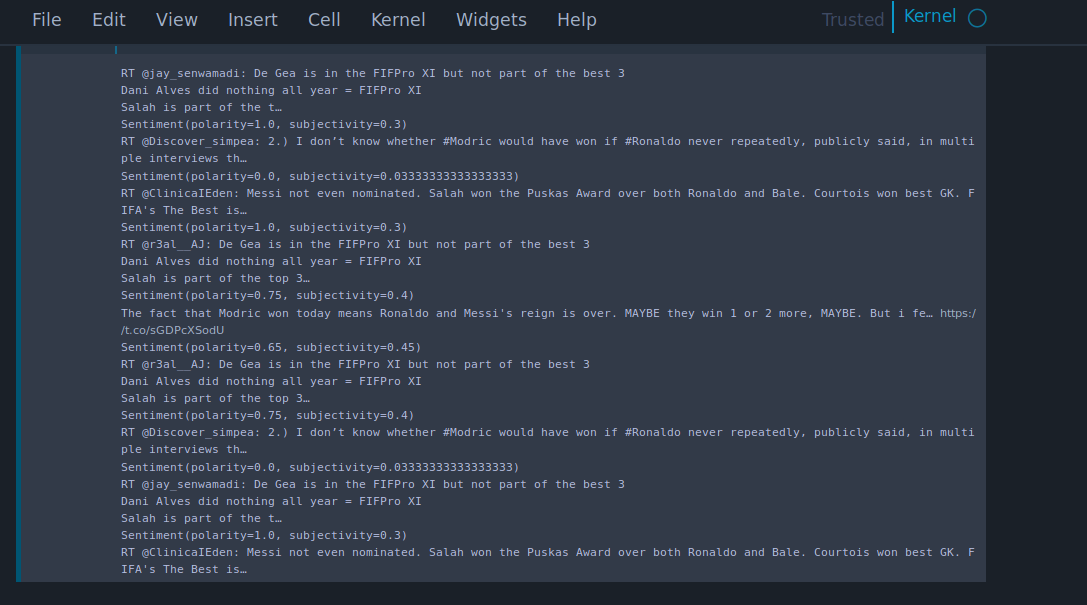 File Edit View Insert Cell Kernel Widgets Help Trusted Kernel
RT @jay_senwamadi: De Gea is in the FIFPro XI but not part of the best 3
Dani Alves did nothing all year = FIFPro XI
Salah is part of the t…
Sentiment(polarity=1.0, subjectivity=0.3)
RT @Discover_simpea: 2.) I don’t know whether #Modric would have won if #Ronaldo never repeatedly, publicly said, in multi
ple interviews th…
Sentiment(polarity=0.0, subjectivity=0.03333333333333333)
RT @ClinicaIEden: Messi not even nominated. Salah won the Puskas Award over both Ronaldo and Bale. Courtois won best GK. F
IFA's The Best is…
Sentiment(polarity=1.0, subjectivity=0.3)
RT @r3al__AJ: De Gea is in the FIFPro XI but not part of the best 3
Dani Alves did nothing all year = FIFPro XI
Salah is part of the top 3…
Sentiment(polarity=0.75, subjectivity=0.4)
The fact that Modric won today means Ronaldo and Messi's reign is over. MAYBE they win 1 or 2 more, MAYBE. But i fe… https:/
/t.co/sGDPcXSodU
Sentiment(polarity=0.65, subjectivity=0.45)
RT @r3al__AJ: De Gea is in the FIFPro XI but not part of the best 3
Dani Alves did nothing all year = FIFPro XI
Salah is part of the top 3…
Sentiment(polarity=0.75, subjectivity=0.4)
RT @Discover_simpea: 2.) I don’t know whether #Modric would have won if #Ronaldo never repeatedly, publicly said, in multi
ple interviews th…
Sentiment(polarity=0.0, subjectivity=0.03333333333333333)
RT @jay_senwamadi: De Gea is in the FIFPro XI but not part of the best 3
Dani Alves did nothing all year = FIFPro XI
Salah is part of the t…
Sentiment(polarity=1.0, subjectivity=0.3)
RT @ClinicaIEden: Messi not even nominated. Salah won the Puskas Award over both Ronaldo and Bale. Courtois won best GK. F
IFA's The Best is…